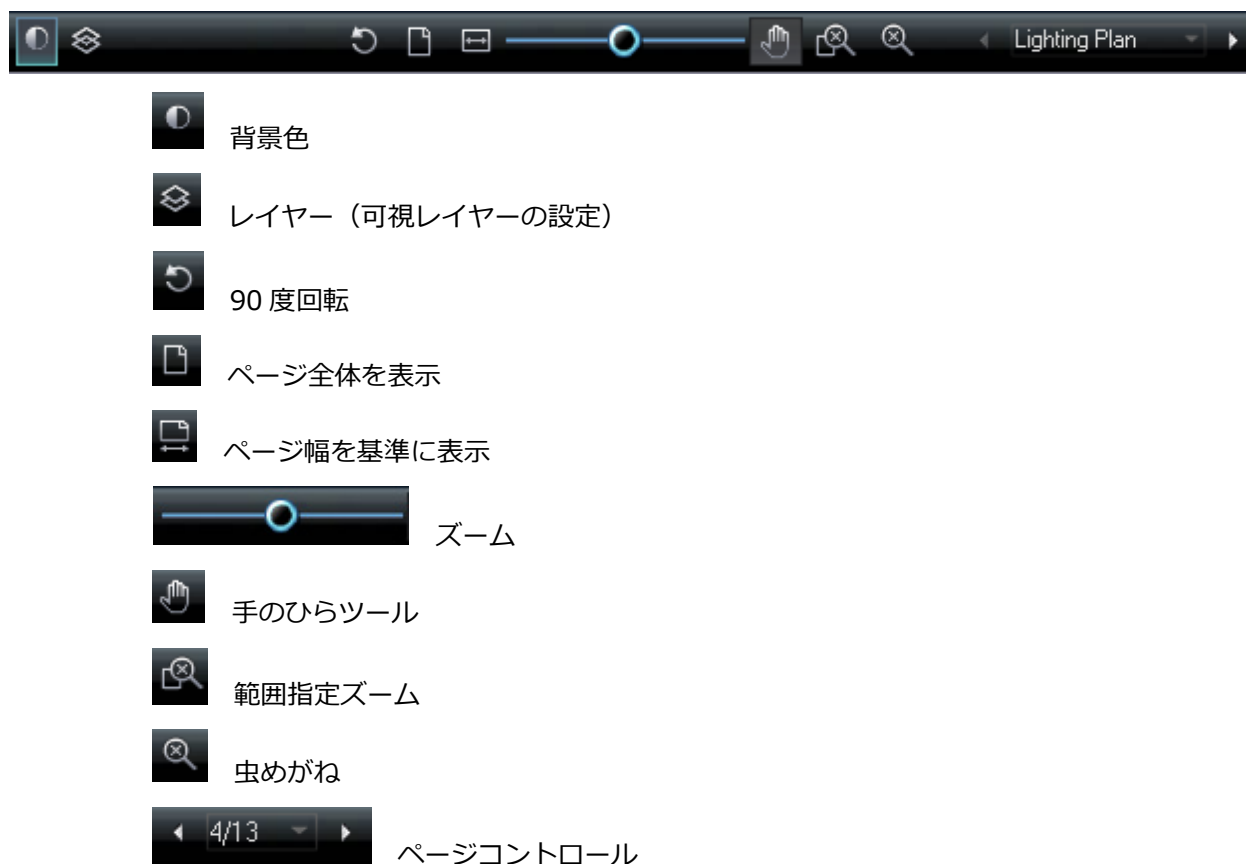 Lighting Plan
背景色
レイヤー（可視レイヤーの設定）
90 度回転
ページ全体を表示
ページ幅を基準に表示
ズーム
手のひらツール
範囲指定ズーム
虫めがね
4/13
ページコントロール